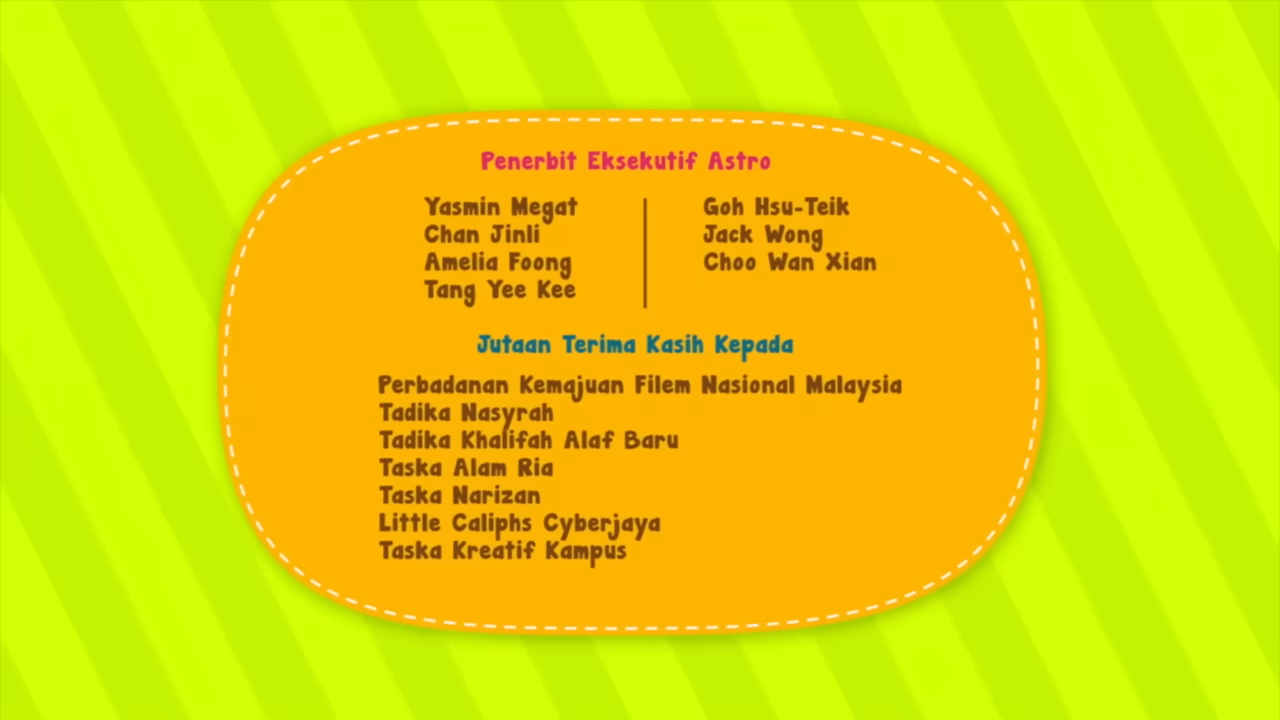 Penerbit Eksekutif Astro
Yasmin Megat
Chan Jinli
Amelia Foong
Tang Yee Kee
Goh Hsu-Teik
Jack Wong
Choo Wan Xian
Jutaan Terima Kasih Kepada
Perbadanan Kemajuan Filem Nasional Malaysia
Tadika Nasyrah
Tadika Khalifah Alaf Baru
Taska Alam Ria
Taska Narizan
Little Caliphs Cyberjaya
Taska Kreatif Kampus